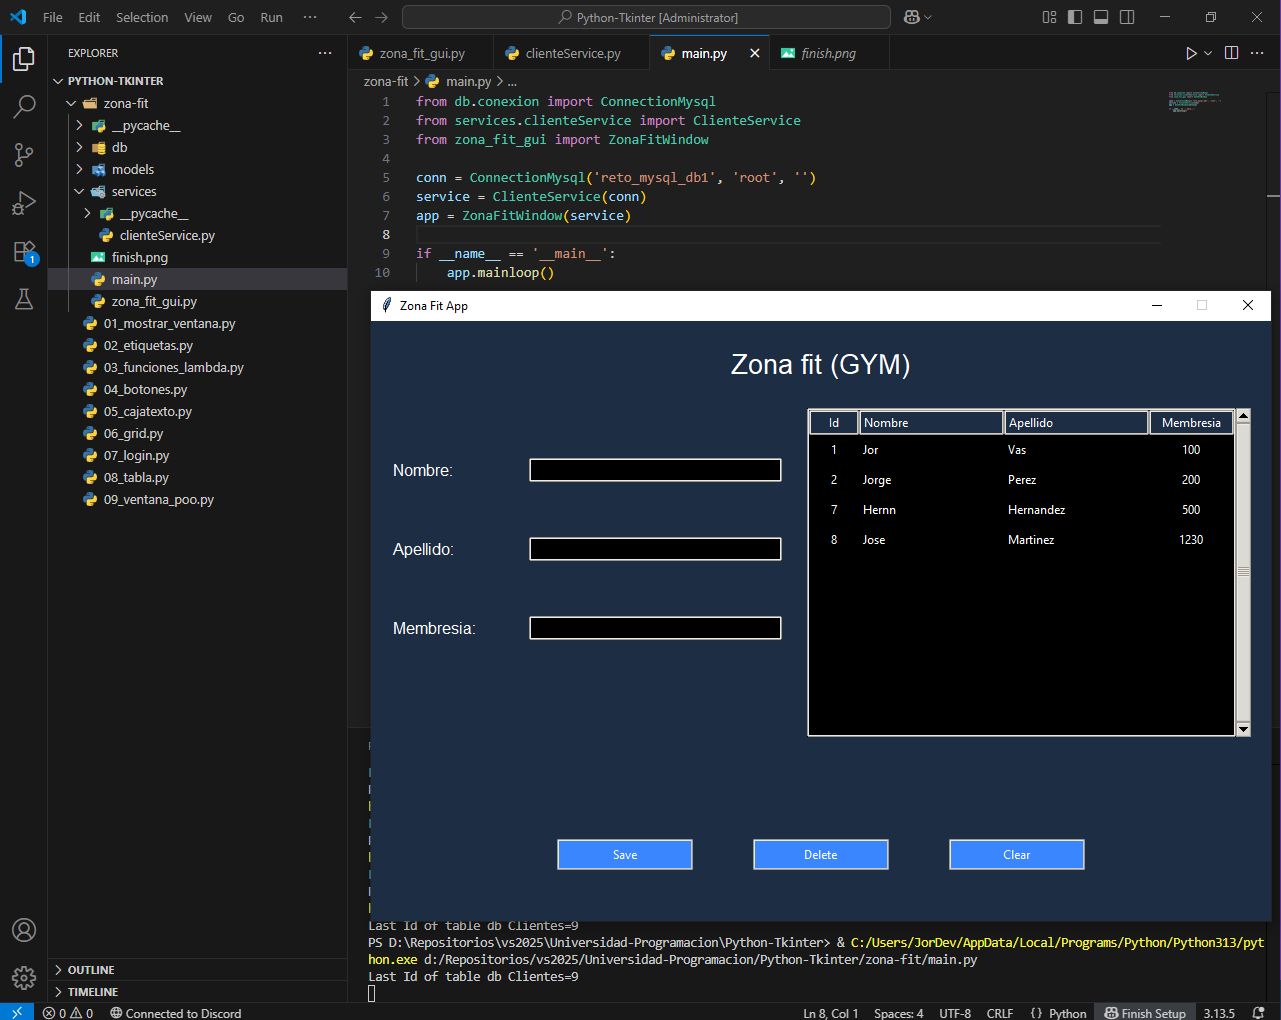 File Edit Selection View Go Run ··· Python-Tkinter [Administrator]
EXPLORER ···
PYTHON-TKINTER
zona-fit
__pycache__
db
models
services
__pycache__
clienteService.py
finish.png
main.py
zona_fit_gui.py
01_mostrar_ventana.py
02_etiquetas.py
03_funciones_lambda.py
04_botones.py
05_cajatexto.py
06_grid.py
07_login.py
08_tabla.py
09_ventana_poo.py
1
OUTLINE
TIMELINE
zona_fit_gui.py clienteService.py main.py finish.png
zona-fit > main.py > ...
1 from db.conexion import ConnectionMysql
2 from services.clienteService import ClienteService
3 from zona_fit_gui import ZonaFitWindow
4
5 conn = ConnectionMysql('reto_mysql_db1', 'root', '')
6 service = ClienteService(conn)
7 app = ZonaFitWindow(service)
8
9 if __name__ == '__main__':
10 app.mainloop()
Zona Fit App
Zona fit (GYM)
Nombre:
Apellido:
Membresia:
Id Nombre Apellido Membresia
1 Jor Vas 100
2 Jorge Perez 200
7 Hernn Hernandez 500
8 Jose Martinez 1230
Save Delete Clear
Last Id of table db Clientes=9
PS D:\Repositorios\vs2025\Universidad-Programacion\Python-Tkinter> & C:/Users/JorDev/AppData/Local/Programs/Python/Python313/pyt
hon.exe d:/Repositorios/vs2025/Universidad-Programacion/Python-Tkinter/zona-fit/main.py
Last Id of table db Clientes=9
0 0 Connected to Discord Ln 8, Col 1 Spaces: 4 UTF-8 CRLF {} Python Finish Setup 3.13.5